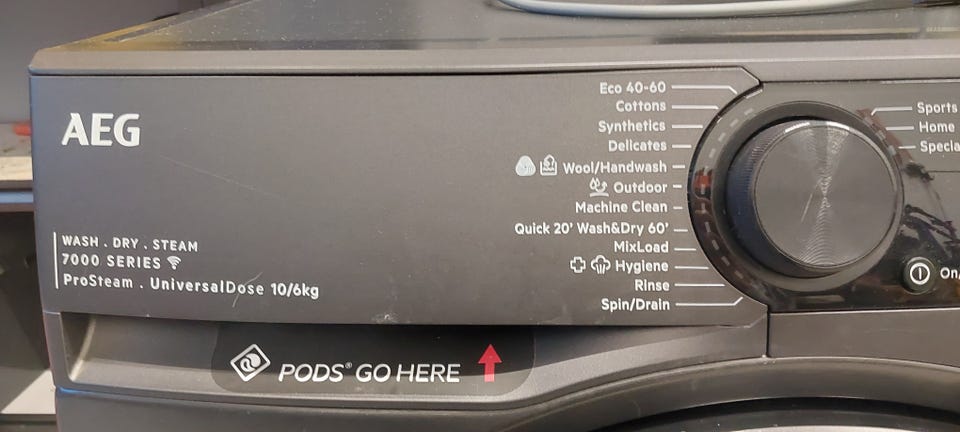 AEG
WASH . DRY . STEAM
7000 SERIES
ProSteam . UniversalDose 10/6kg
PODS® GO HERE
Eco 40-60
Cottons
Synthetics
Delicates
Wool/Handwash
Outdoor
Machine Clean
Quick 20' Wash&Dry 60'
MixLoad
Hygiene
Rinse
Spin/Drain
Sports
Home
Specia
On/